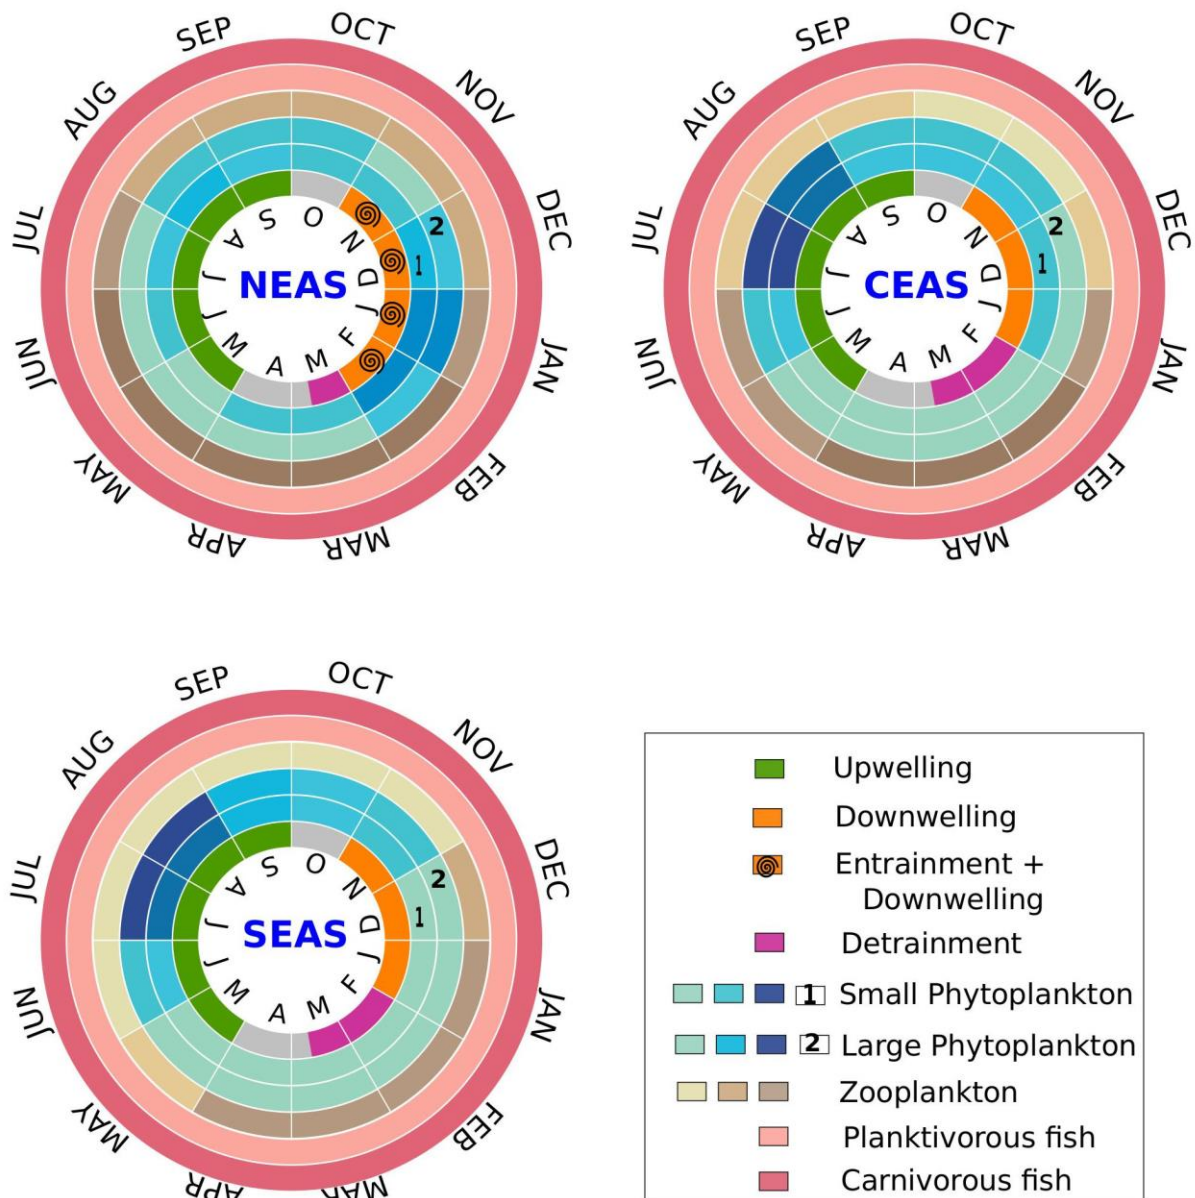 SEP
OCT
AUG
NOV
JUL
DEC
JUN
JAN
MAY
FEB
APR
MAR
S
O
A
N
J
D
J
J
M
F
A
M
2
1
NEAS
SEP
OCT
AUG
NOV
JUL
DEC
JUN
JAN
MAY
FEB
APR
MAR
S
O
A
N
J
D
J
J
M
F
A
M
2
1
CEAS
SEP
OCT
AUG
NOV
JUL
DEC
JUN
JAN
MAY
FEB
APR
MAR
S
O
A
N
J
D
J
J
M
F
A
M
2
1
SEAS
Upwelling
Downwelling
Entrainment +
Downwelling
Detrainment
1 Small Phytoplankton
2 Large Phytoplankton
Zooplankton
Planktivorous fish
Carnivorous fish